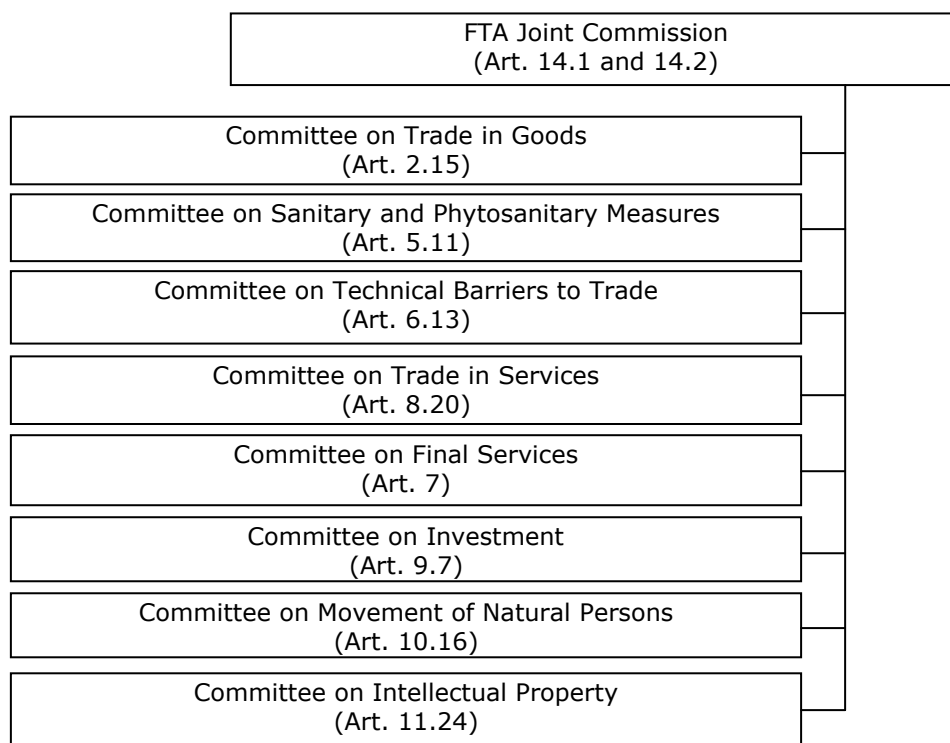 FTA Joint Commission
(Art. 14.1 and 14.2)
Committee on Trade in Goods
(Art. 2.15)
Committee on Sanitary and Phytosanitary Measures
(Art. 5.11)
Committee on Technical Barriers to Trade
(Art. 6.13)
Committee on Trade in Services
(Art. 8.20)
Committee on Final Services
(Art. 7)
Committee on Investment
(Art. 9.7)
Committee on Movement of Natural Persons
(Art. 10.16)
Committee on Intellectual Property
(Art. 11.24)